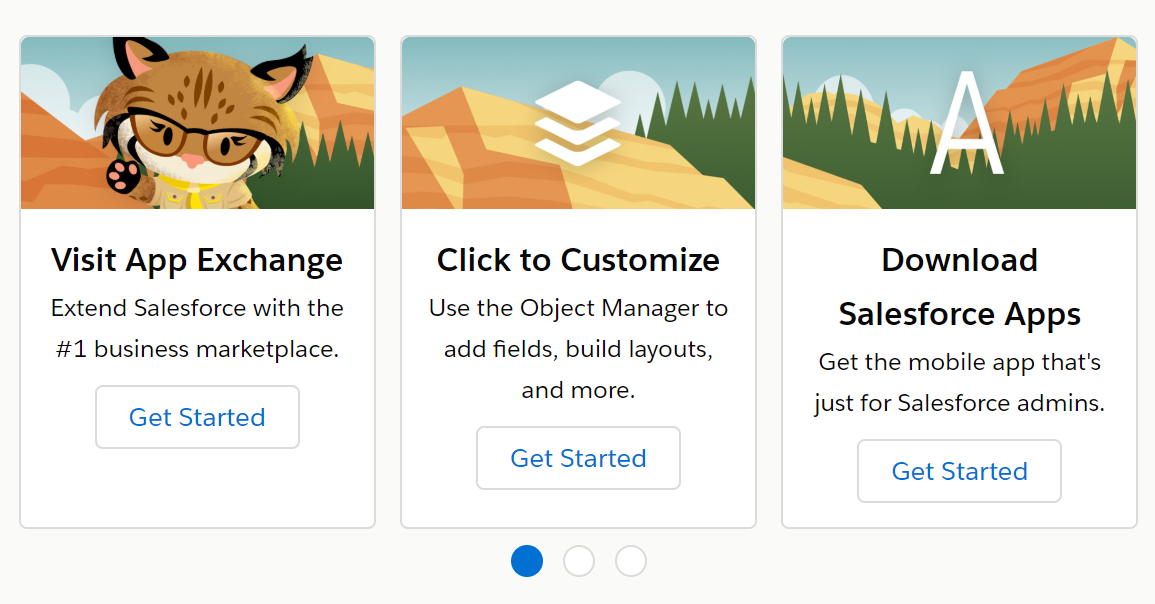 Visit App Exchange
Extend Salesforce with the
#1 business marketplace.
Get Started
Click to Customize
Use the Object Manager to
add fields, build layouts,
and more.
Get Started
A
Download
Salesforce Apps
Get the mobile app that's
just for Salesforce admins.
Get Started